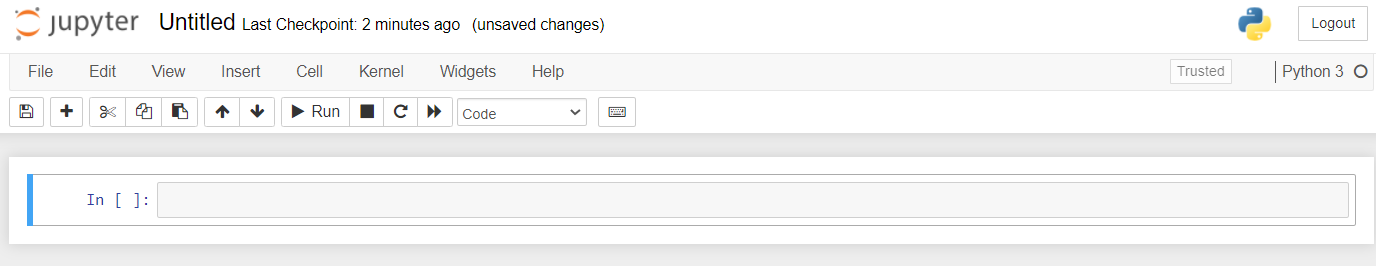 jupyter Untitled Last Checkpoint: 2 minutes ago (unsaved changes) Logout
File Edit View Insert Cell Kernel Widgets Help Trusted Python 3
Run Code
In [ ]: